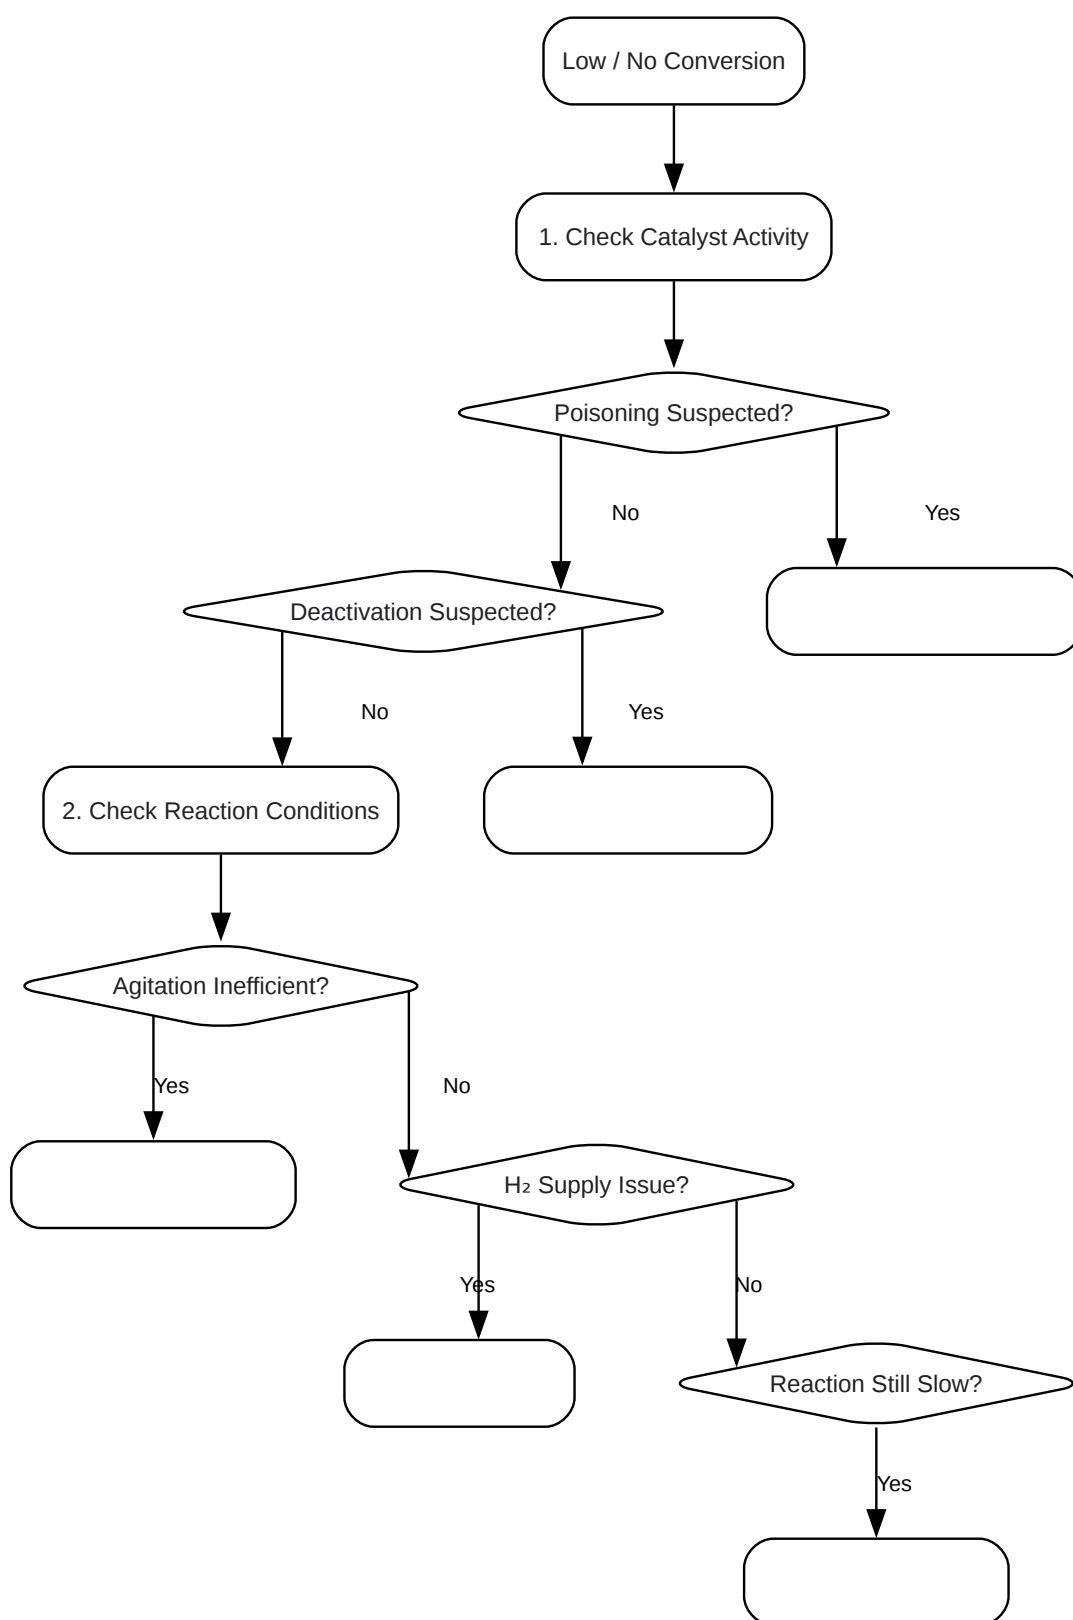 Low / No Conversion
1. Check Catalyst Activity
Poisoning Suspected?
No
Yes
Deactivation Suspected?
No
Yes
2. Check Reaction Conditions
Agitation Inefficient?
Yes
No
H₂ Supply Issue?
Yes
No
Reaction Still Slow?
Yes